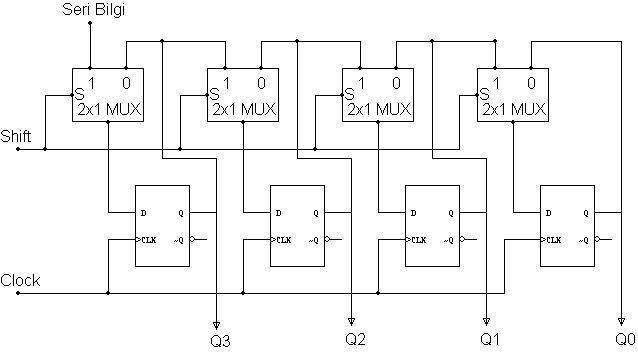 Seri Bilgi
1 0 1 0 1 0 1 0
S S S S
2x1 MUX 2x1 MUX 2x1 MUX 2x1 MUX
Shift
D Q D Q D Q D Q
CLK ~Q CLK ~Q CLK ~Q CLK ~Q
Clock
Q3 Q2 Q1 Q0